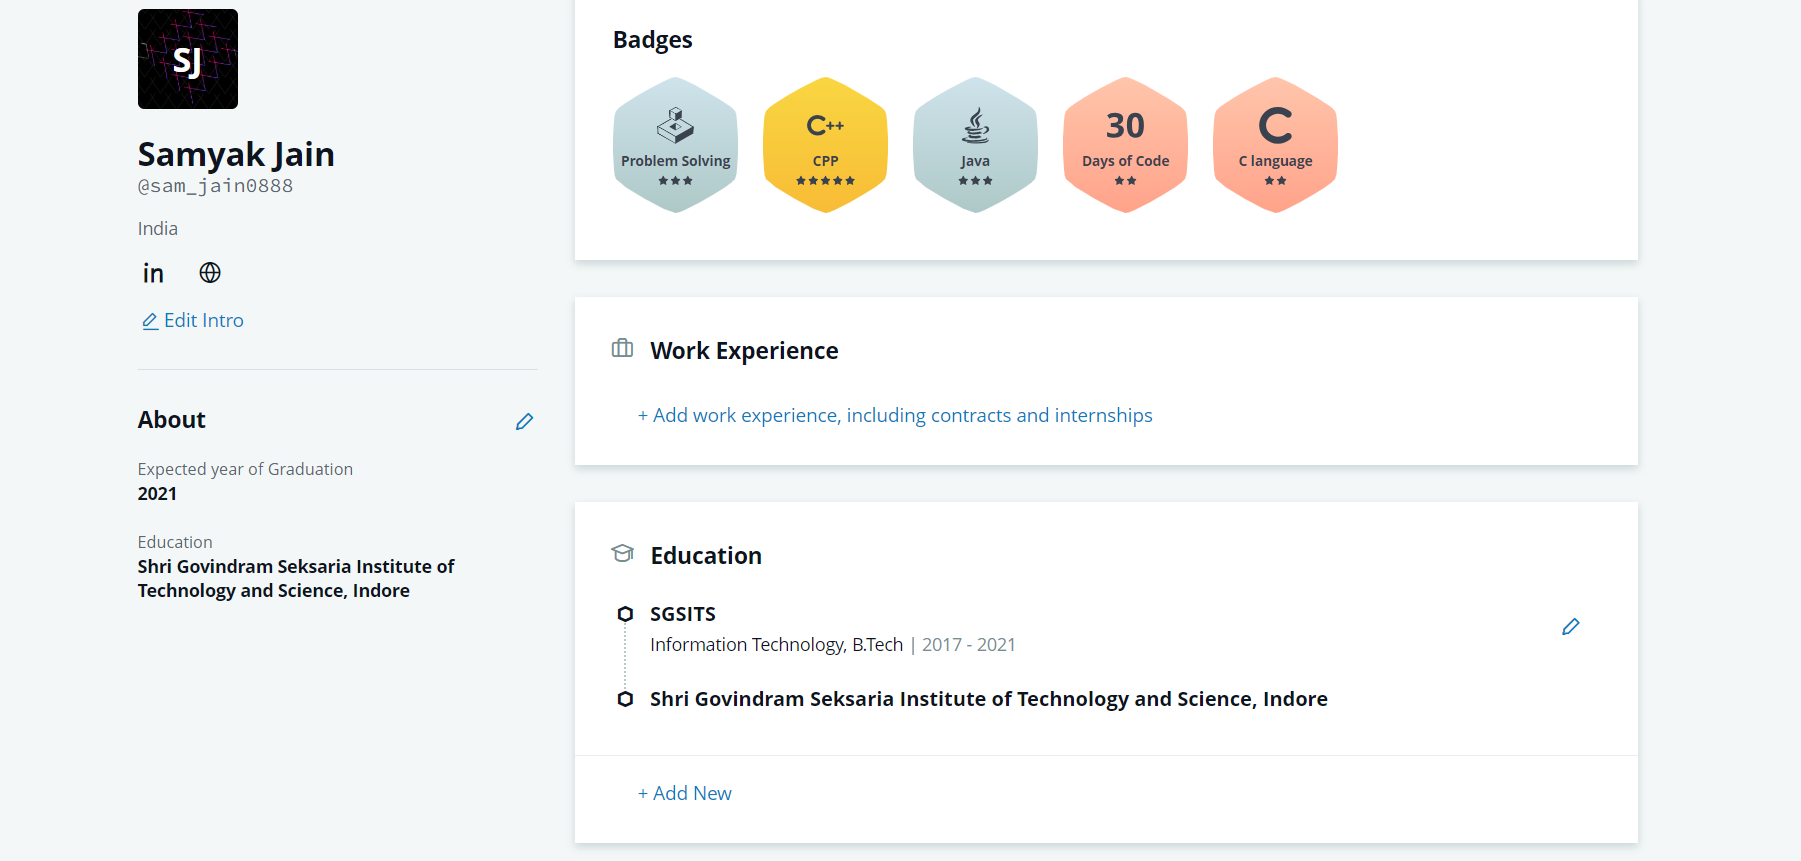 SJ
Samyak Jain
@sam_jain0888
India
in
Edit Intro
About
Expected year of Graduation
2021
Education
Shri Govindram Seksaria Institute of
Technology and Science, Indore
Badges
Problem Solving
C++
CPP
Java
30
Days of Code
C
C language
Work Experience
+ Add work experience, including contracts and internships
Education
SGSITS
Information Technology, B.Tech | 2017 - 2021
Shri Govindram Seksaria Institute of Technology and Science, Indore
+ Add New